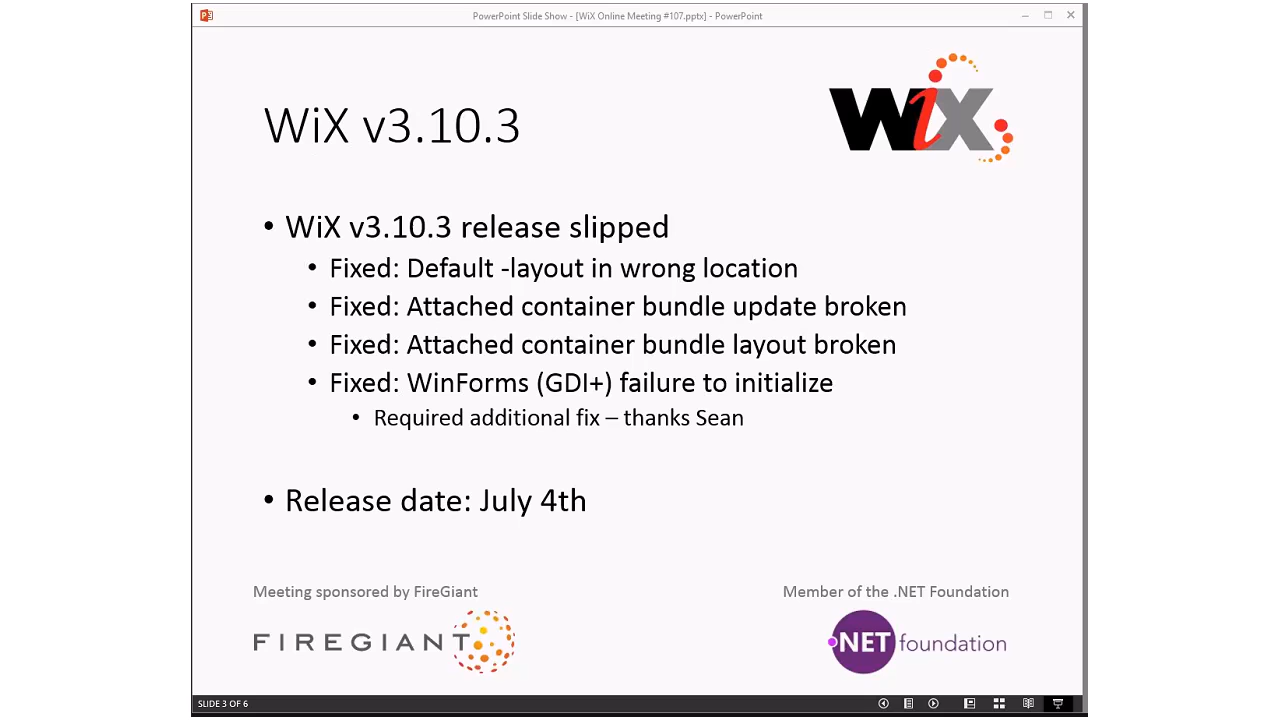 PowerPoint Slide Show - [WiX Online Meeting #107.pptx] - PowerPoint
WiX v3.10.3
WiX
• WiX v3.10.3 release slipped
• Fixed: Default -layout in wrong location
• Fixed: Attached container bundle update broken
• Fixed: Attached container bundle layout broken
• Fixed: WinForms (GDI+) failure to initialize
• Required additional fix – thanks Sean
• Release date: July 4th
Meeting sponsored by FireGiant
Member of the .NET Foundation
FIREGIANT
.NET foundation
SLIDE 3 OF 6